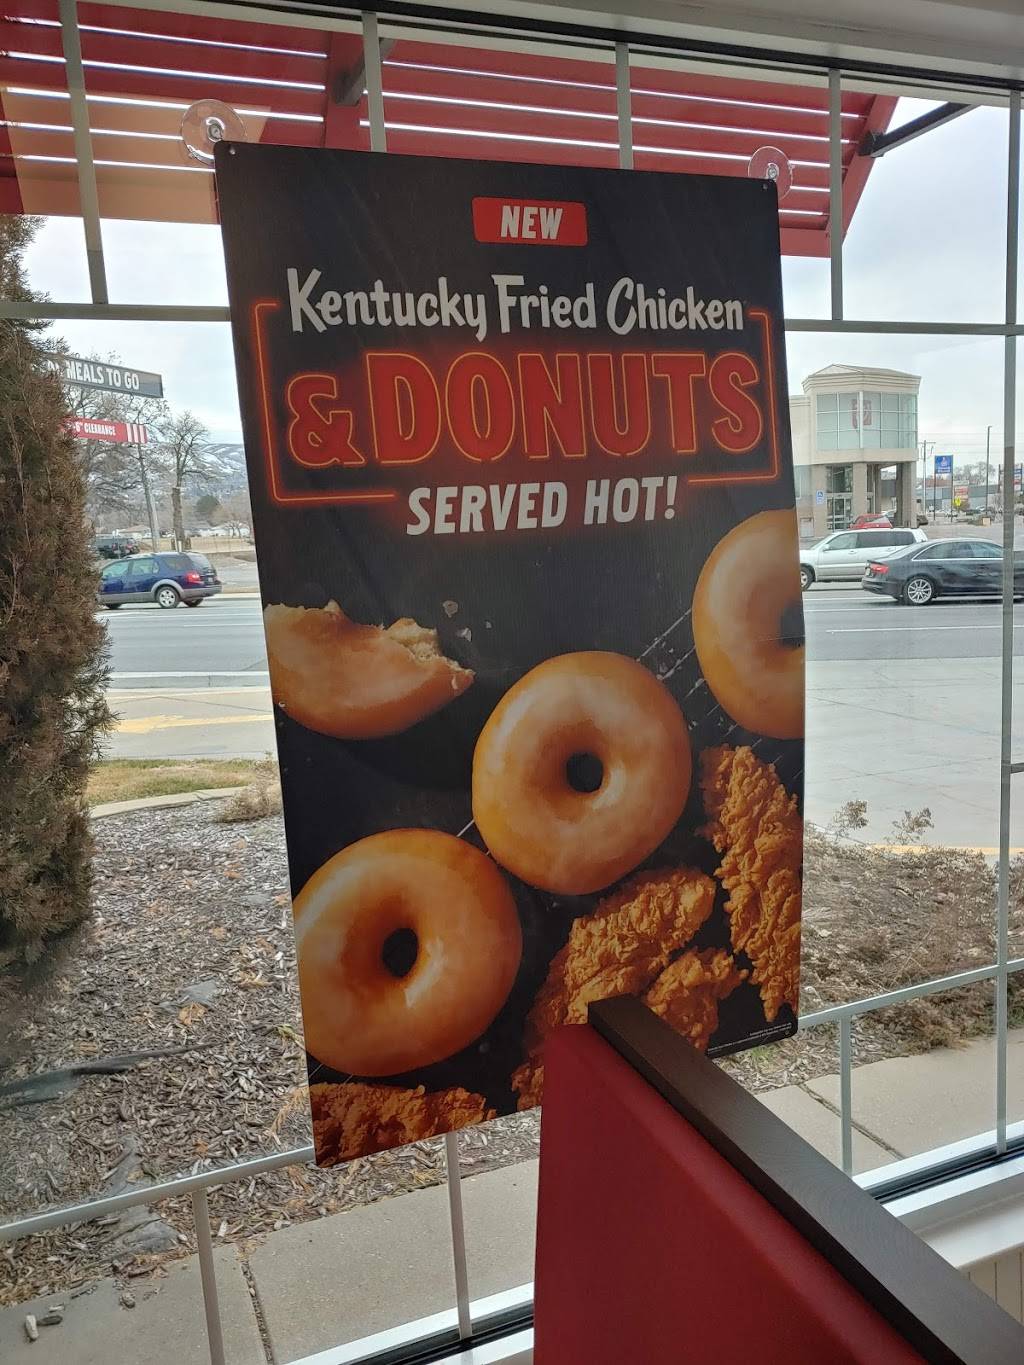 NEW
Kentucky Fried Chicken
& DONUTS
SERVED HOT!
MEALS TO GO
CLEARANCE